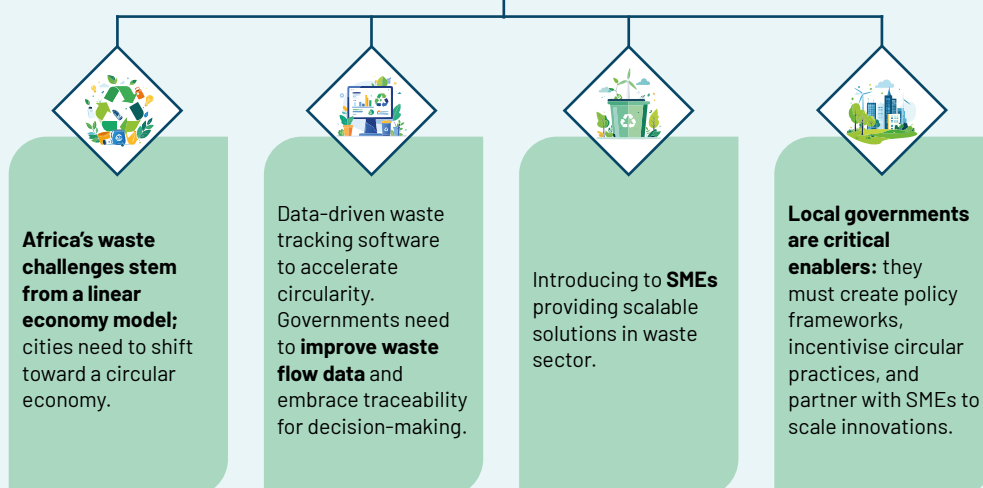 Africa's waste
challenges stem
from a linear
economy model;
cities need to shift
toward a circular
economy.
Data-driven waste
tracking software
to accelerate
circularity.
Governments need
to improve waste
flow data and
embrace traceability
for decision-making.
Introducing to SMEs
providing scalable
solutions in waste
sector.
Local governments
are critical
enablers: they
must create policy
frameworks,
incentivise circular
practices, and
partner with SMEs to
scale innovations.